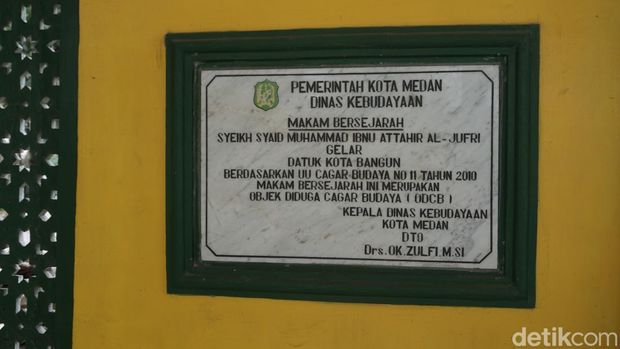 PEMERINTAH KOTA MEDAN
DINAS KEBUDAYAAN
MAKAM BERSEJARAH
SYEIKH SYAID MUHAMMAD IBNU ATTAHIR AL-JUFRI
GELAR
DATUK KOTA BANGUN
BERDASARKAN UU CAGAR BUDAYA NO 11 TAHUN 2010
MAKAM BERSEJARAH INI MERUPAKAN
OBJEK DIDUGA CAGAR BUDAYA ( ODCB )
KEPALA DINAS KEBUDAYAAN
KOTA MEDAN
DTO
Drs.OK.ZULFI.M.SI
detikcom